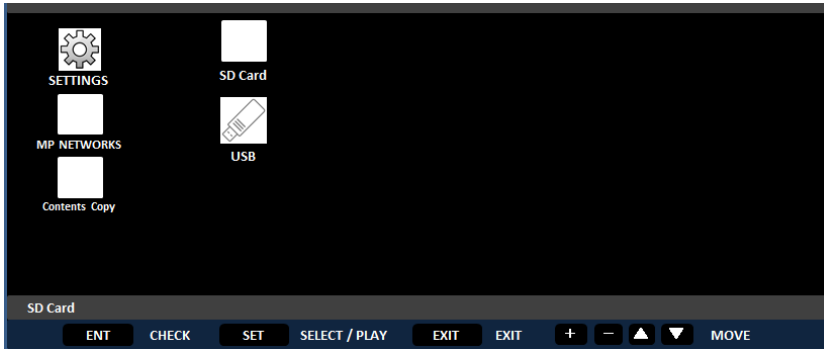 SETTINGS
SD Card
MP NETWORKS
USB
Contents Copy
SD Card
ENT CHECK SET SELECT / PLAY EXIT EXIT + − ▲ ▼ MOVE